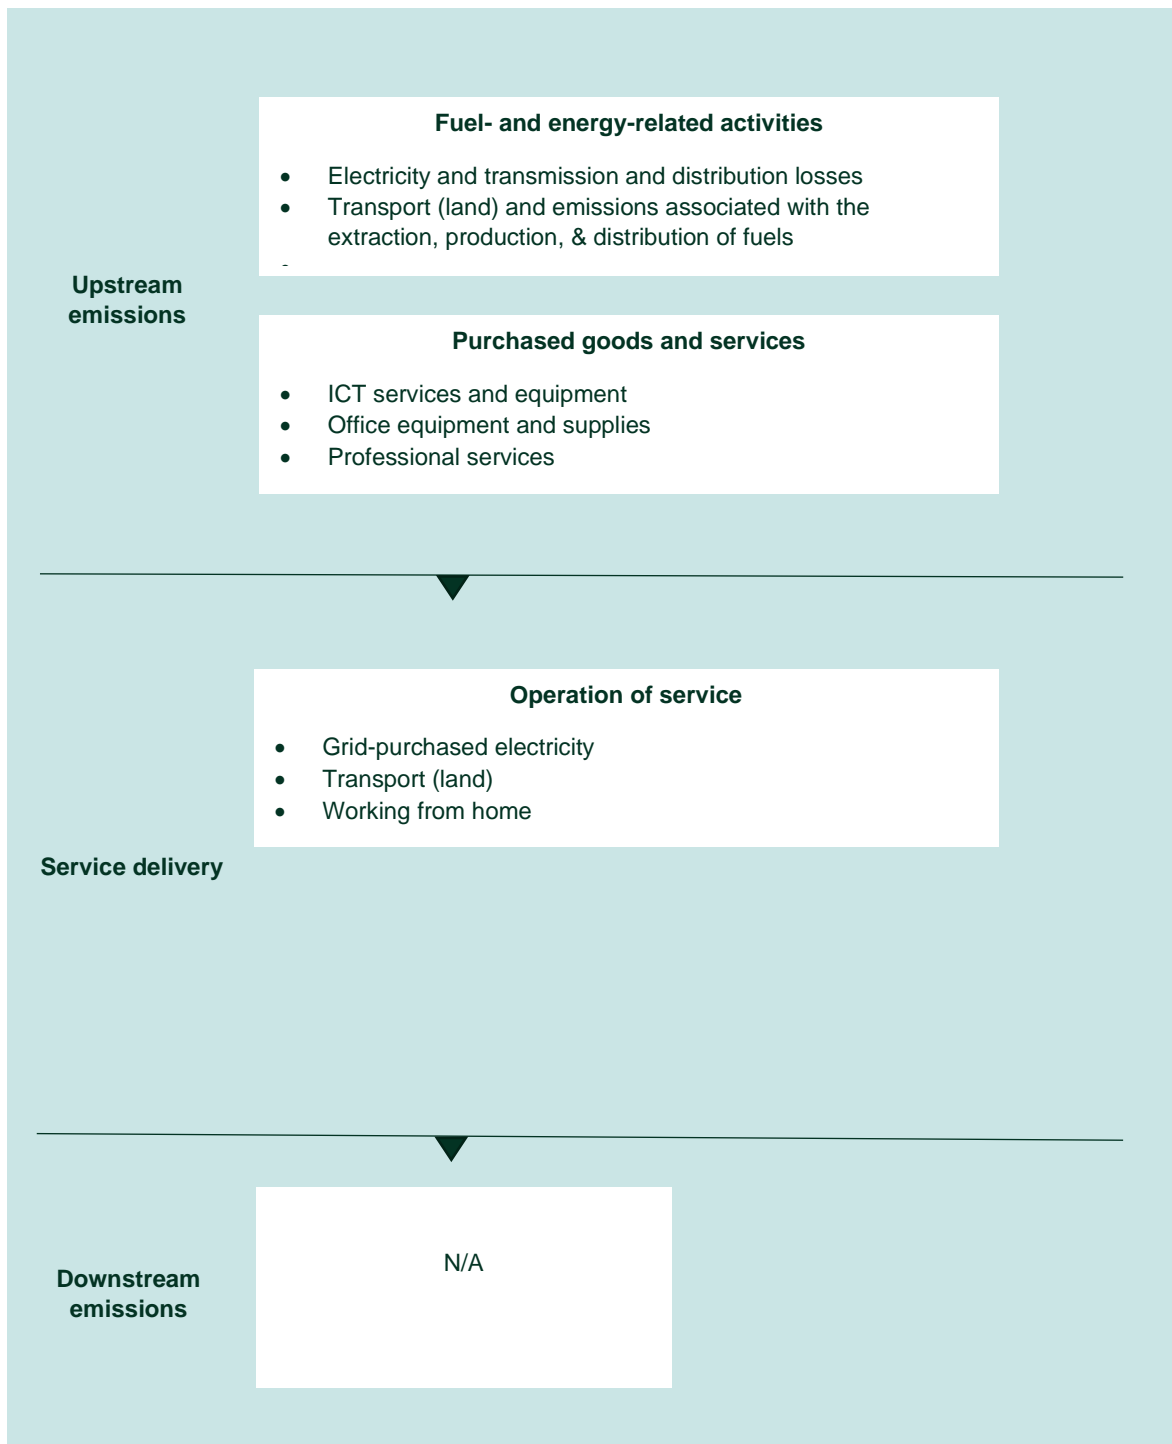 Fuel- and energy-related activities
• Electricity and transmission and distribution losses
• Transport (land) and emissions associated with the
extraction, production, & distribution of fuels
•
Upstream
emissions
Purchased goods and services
• ICT services and equipment
• Office equipment and supplies
• Professional services
Operation of service
• Grid-purchased electricity
• Transport (land)
• Working from home
Service delivery
N/A
Downstream
emissions